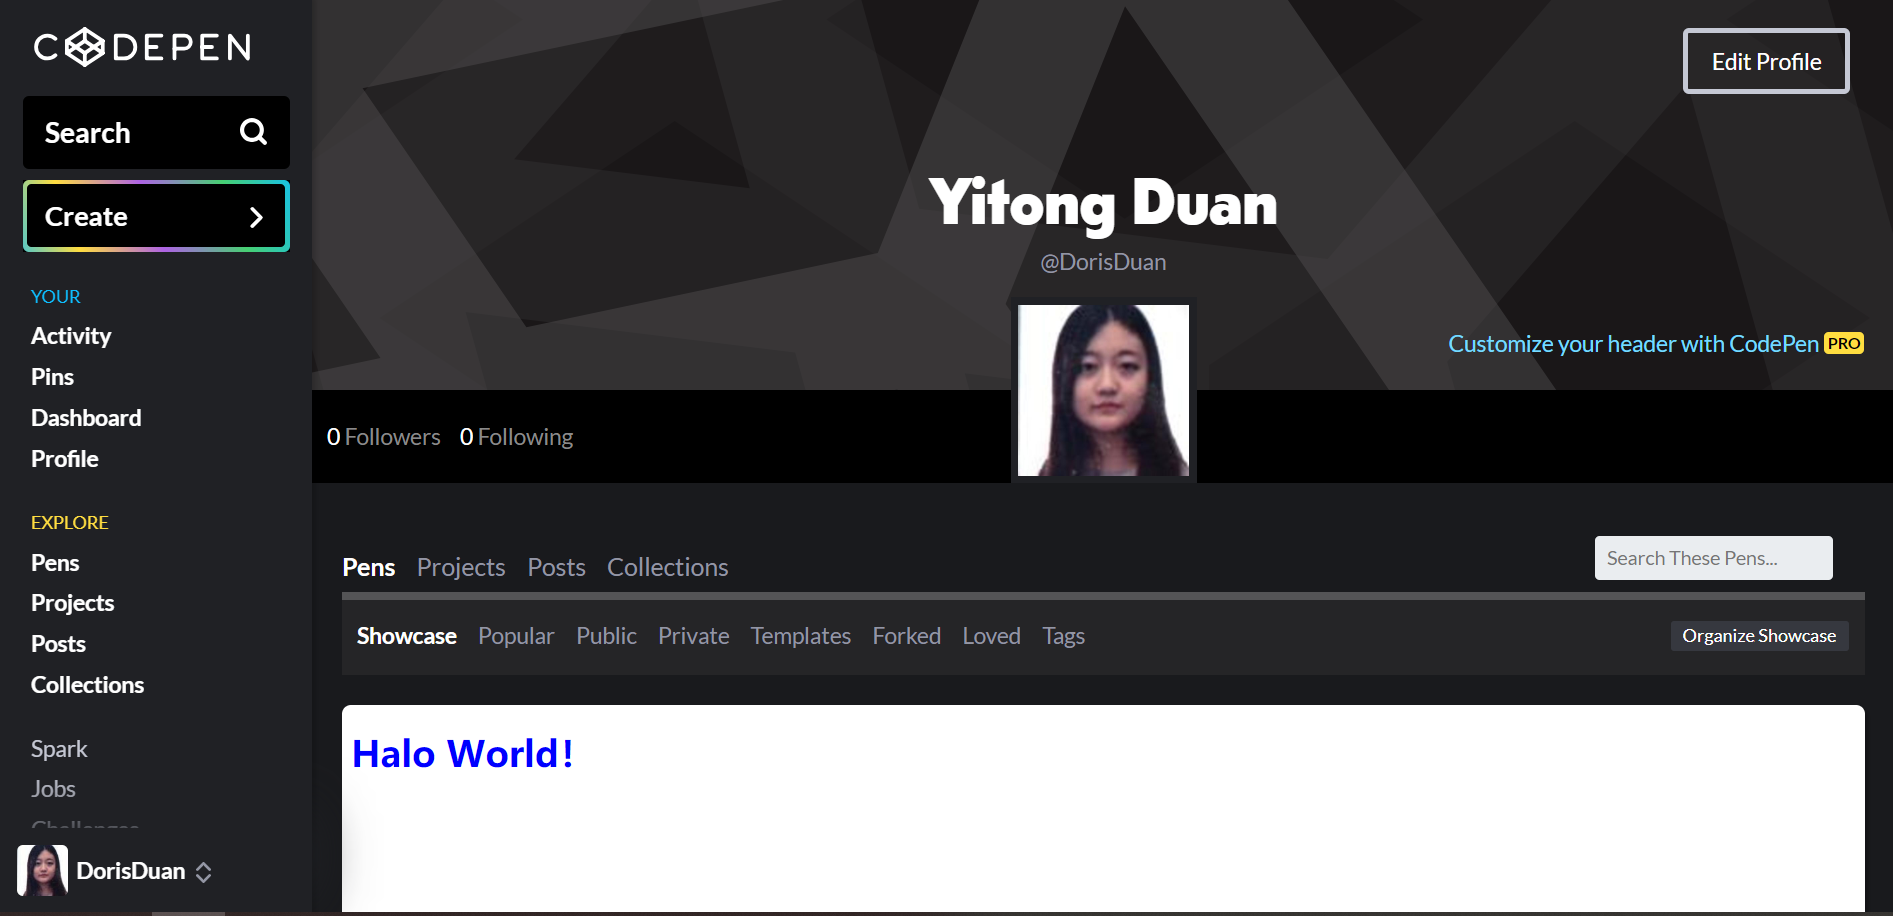 CODEPEN
Search
Create
YOUR
Activity
Pins
Dashboard
Profile
EXPLORE
Pens
Projects
Posts
Collections
Spark
Jobs
Challenges
DorisDuan
Edit Profile
Yitong Duan
@DorisDuan
Customize your header with CodePen PRO
0 Followers 0 Following
Pens Projects Posts Collections
Search These Pens...
Showcase Popular Public Private Templates Forked Loved Tags
Organize Showcase
Halo World!